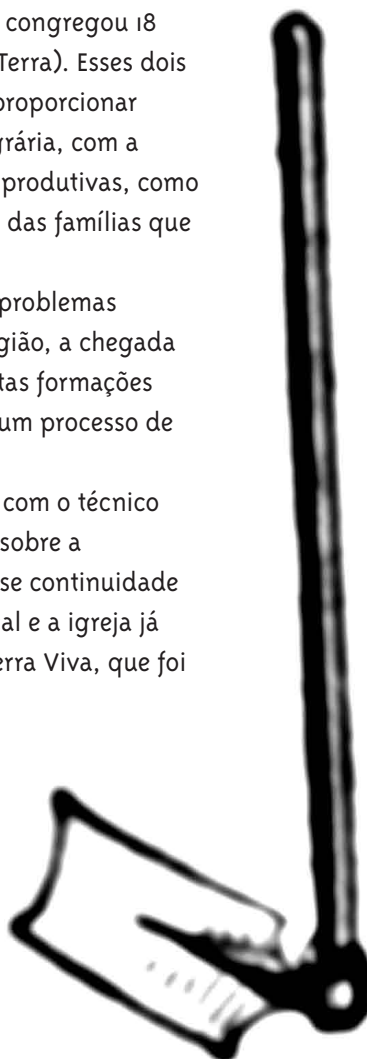 congregou 18
Terra). Esses dois
proporcionar
grária, com a
produtivas, como
das famílias que
problemas
gião, a chegada
tas formações
um processo de
com o técnico
sobre a
se continuidade
al e a igreja já
erra Viva, que foi